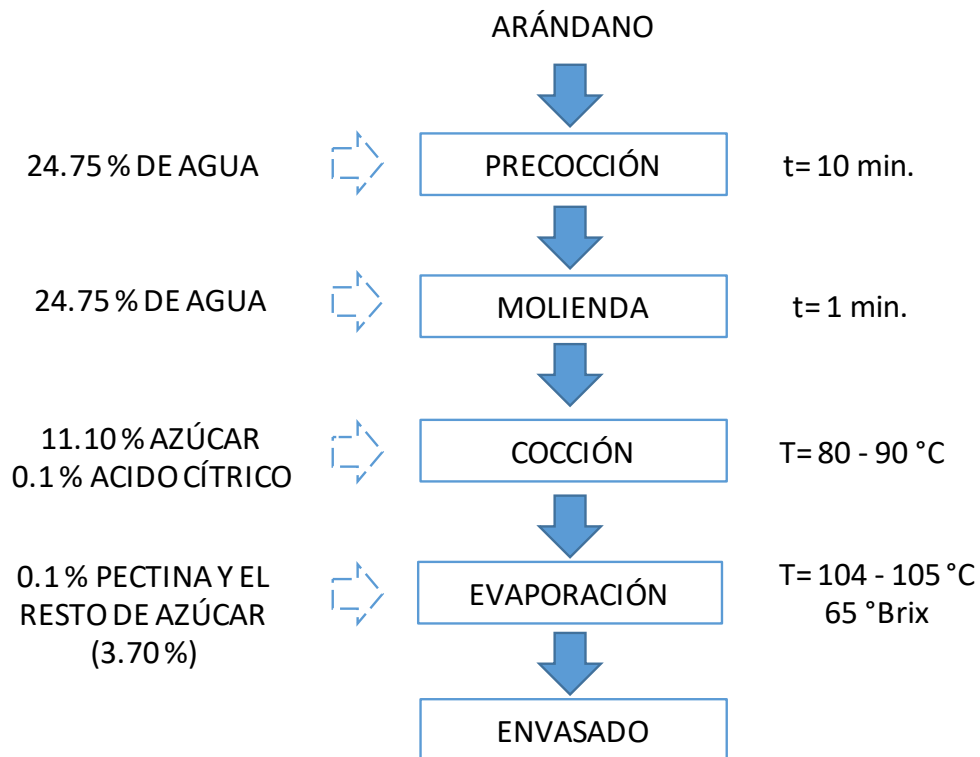 ARÁNDANO
24.75 % DE AGUA
PRECOCCIÓN
t= 10 min.
24.75 % DE AGUA
MOLIENDA
t= 1 min.
11.10 % AZÚCAR
0.1 % ACIDO CÍTRICO
COCCIÓN
T= 80 - 90 °C
0.1 % PECTINA Y EL
RESTO DE AZÚCAR
(3.70 %)
EVAPORACIÓN
T= 104 - 105 °C
65 °Brix
ENVASADO